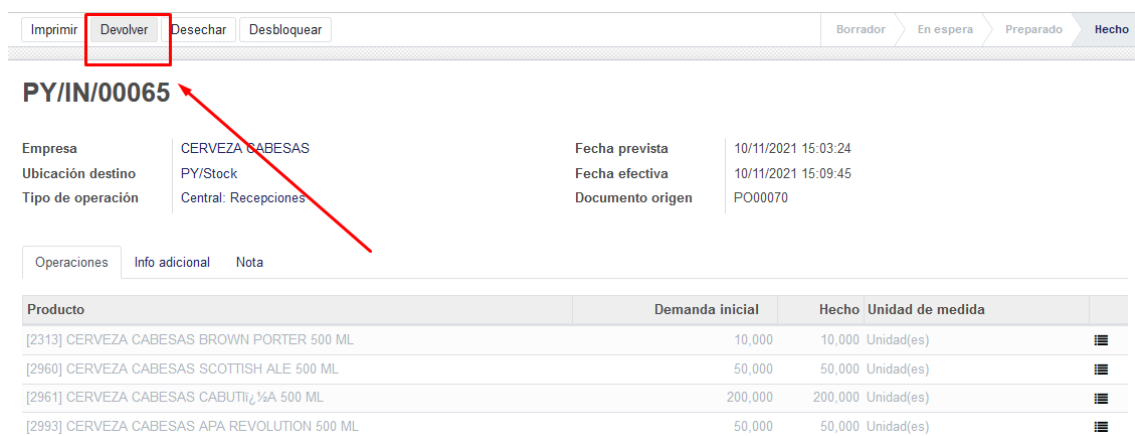 Imprimir Devolver Desechar Desbloquear Borrador En espera Preparado Hecho
PY/IN/00065
Empresa CERVEZA CABESAS Fecha prevista 10/11/2021 15:03:24
Ubicación destino PY/Stock Fecha efectiva 10/11/2021 15:09:45
Tipo de operación Central: Recepciones Documento origen PO00070
Operaciones Info adicional Nota
Producto Demanda inicial Hecho Unidad de medida
[2313] CERVEZA CABESAS BROWN PORTER 500 ML 10,000 10,000 Unidad(es)
[2960] CERVEZA CABESAS SCOTTISH ALE 500 ML 50,000 50,000 Unidad(es)
[2961] CERVEZA CABESAS CABUTIï¿½A 500 ML 200,000 200,000 Unidad(es)
[2993] CERVEZA CABESAS APA REVOLUTION 500 ML 50,000 50,000 Unidad(es)